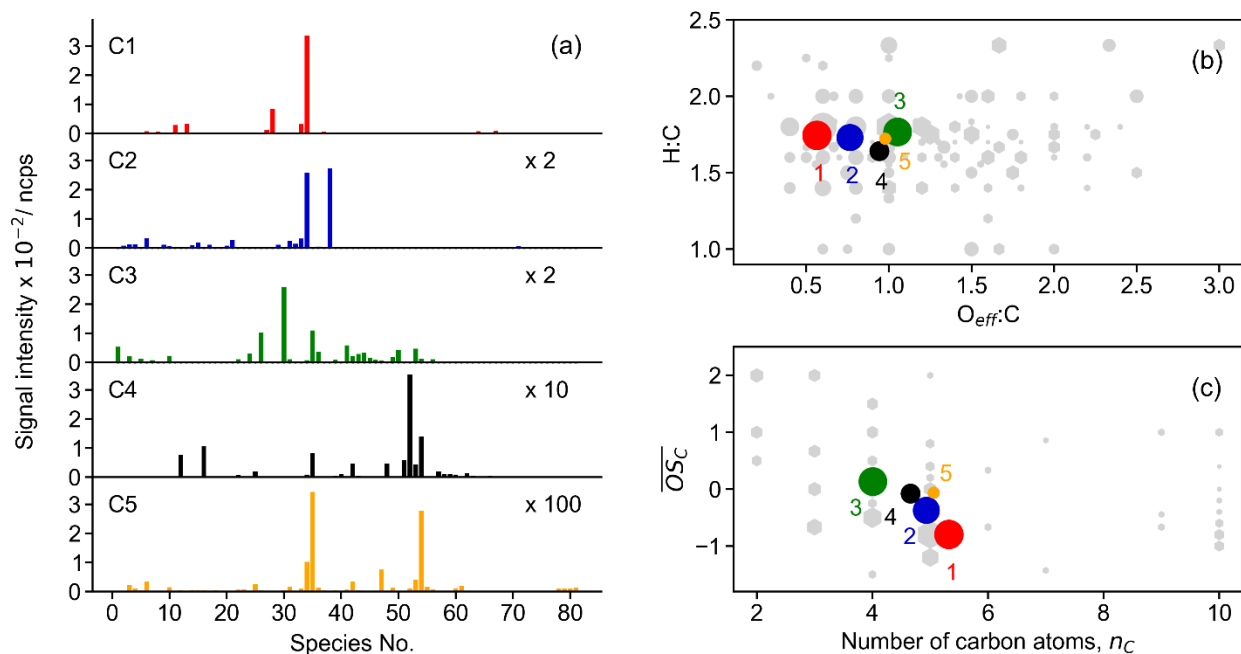 (a)
C1
3
2
1
0
C2
x 2
3
2
1
0
C3
x 2
3
2
1
0
C4
x 10
3
2
1
0
C5
x 100
3
2
1
0
Signal intensity x 10⁻²/ ncps
0 10 20 30 40 50 60 70 80
Species No.
(b)
2.5
2.0
1.5
1.0
H:C
3
1
2
4
5
0.5 1.0 1.5 2.0 2.5 3.0
O_eff:C
(c)
2
1
0
−1
\overline{OS_C}
5
3
4
2
1
2 4 6 8 10
Number of carbon atoms, n_C